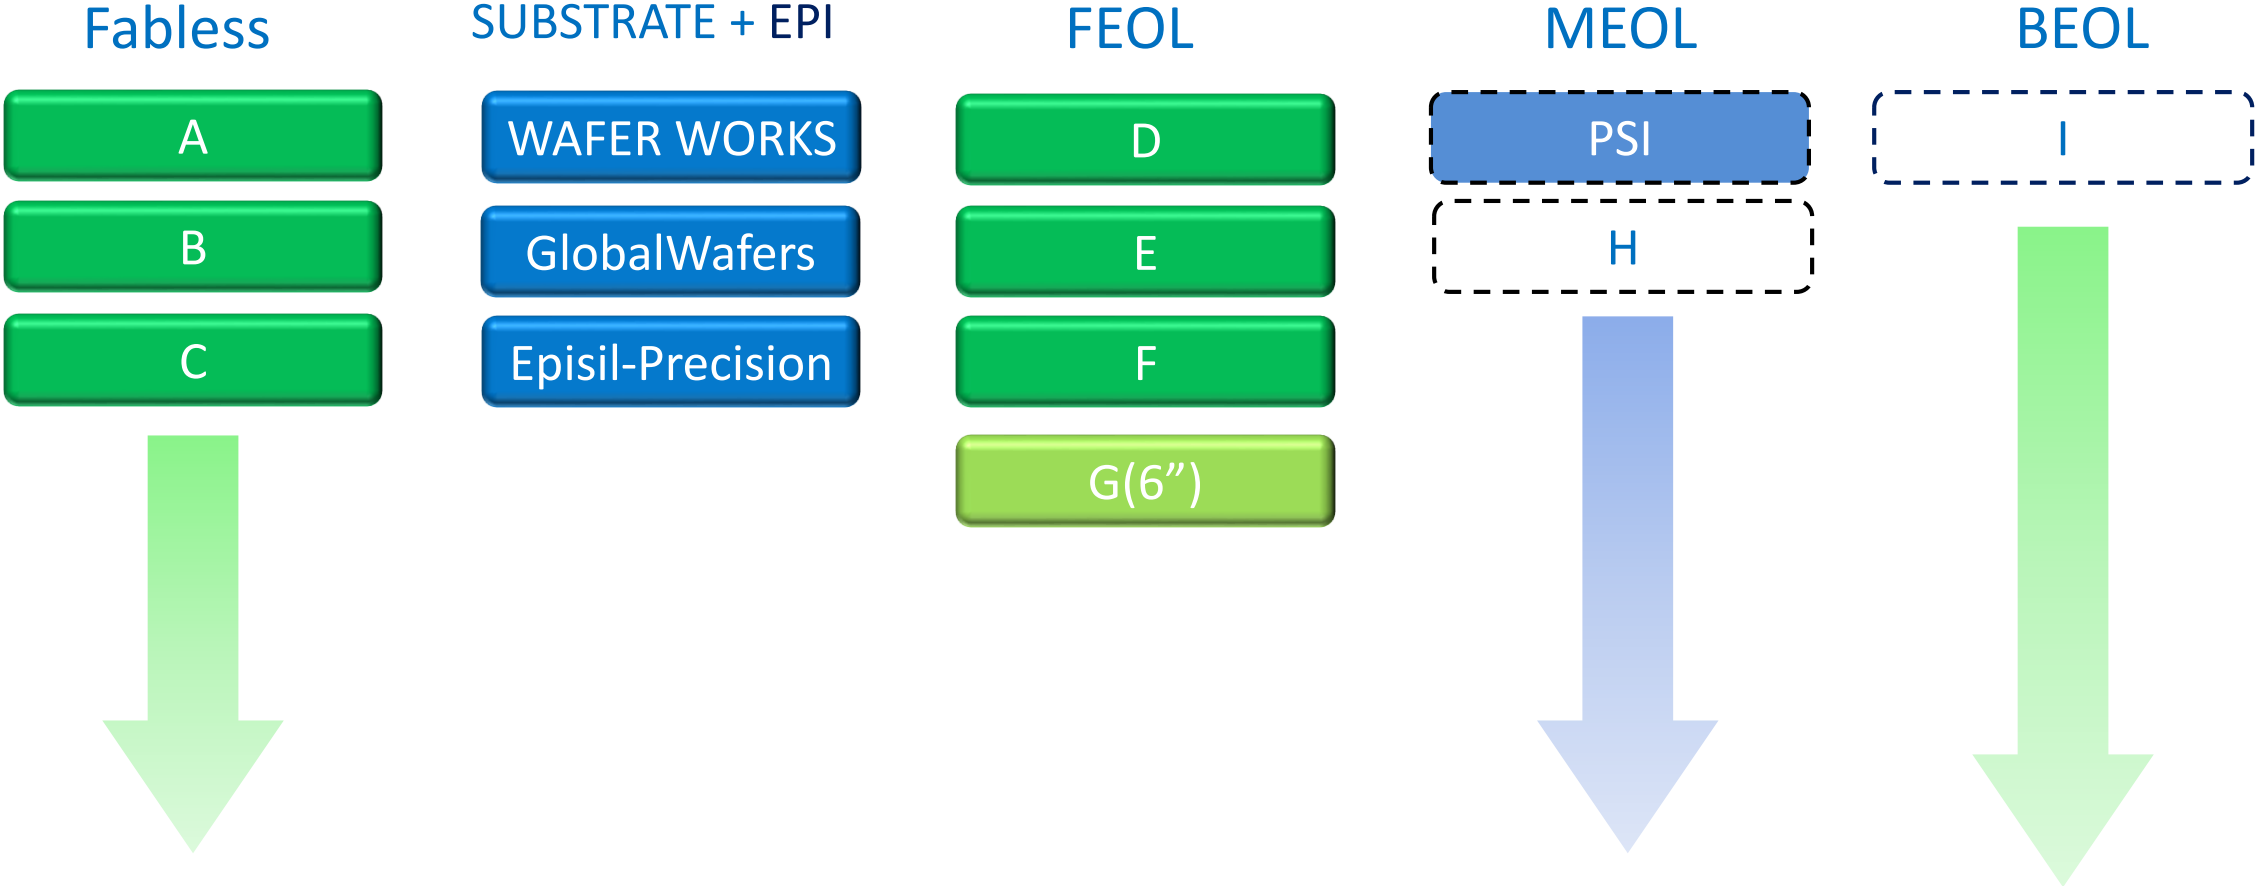 Fabless
A
B
C
SUBSTRATE + EPI
WAFER WORKS
GlobalWafers
Episil-Precision
FEOL
D
E
F
G(6”)
MEOL
PSI
H
BEOL
I